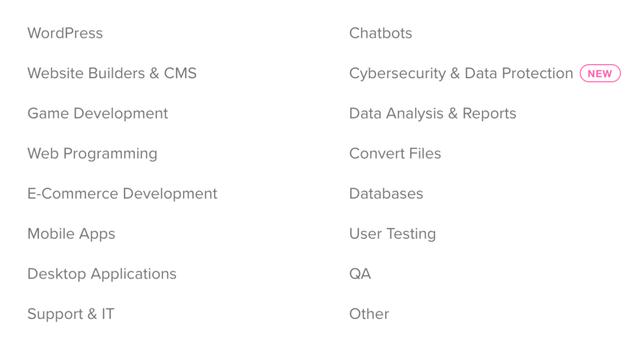 WordPress
Website Builders & CMS
Game Development
Web Programming
E-Commerce Development
Mobile Apps
Desktop Applications
Support & IT
Chatbots
Cybersecurity & Data Protection NEW
Data Analysis & Reports
Convert Files
Databases
User Testing
QA
Other